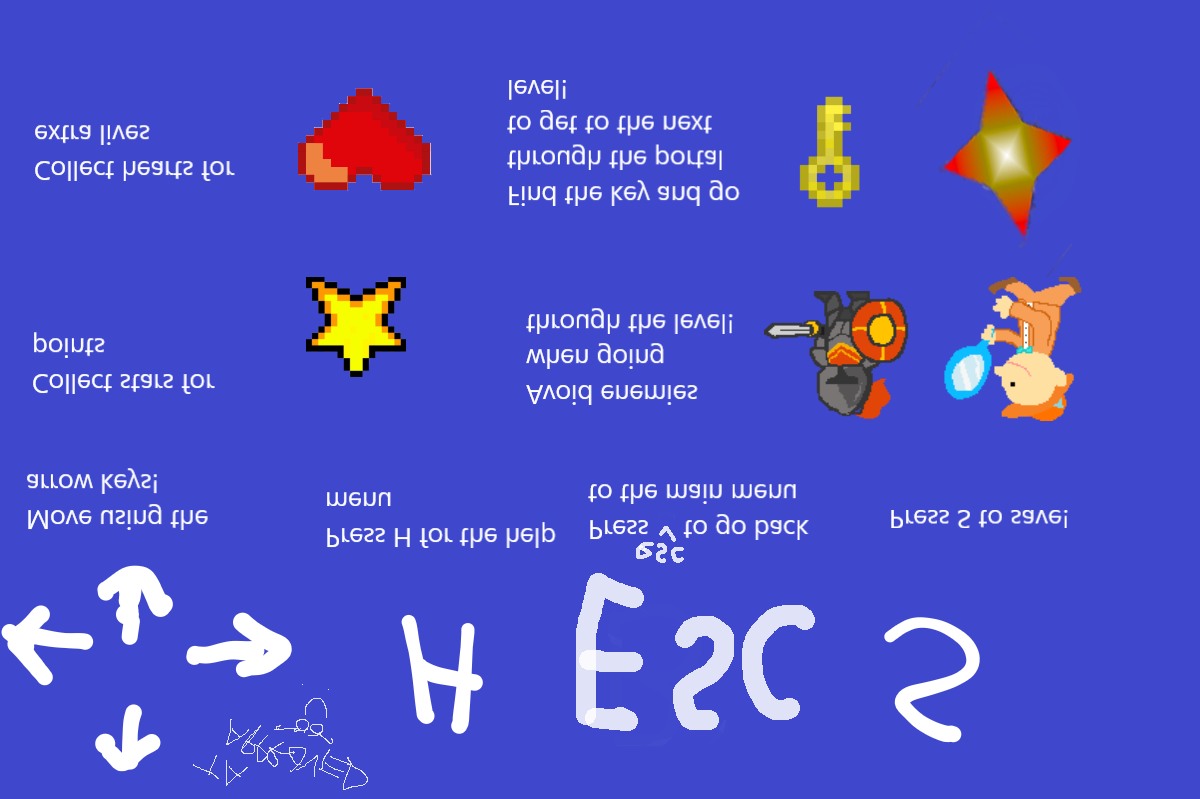 TA APPROVED
H
ESC
S
Move using the
arrow keys!
Press H for the help
menu
esc
Press ^ to go back
to the main menu
Press S to save!
Collect stars for
points
Avoid enemies
when going
through the level!
Collect hearts for
extra lives
Find the key and go
through the portal
to get to the next
level!